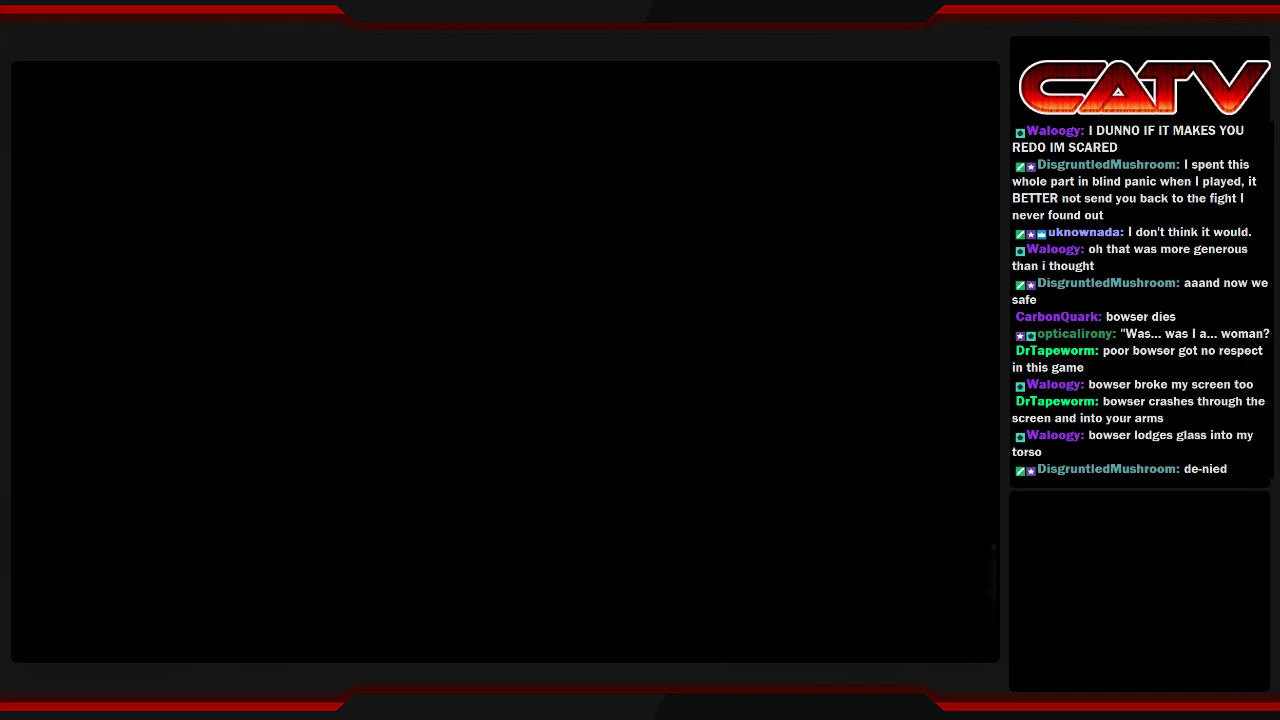 CATV
Waloogy: I DUNNO IF IT MAKES YOU
REDO IM SCARED
DisgruntledMushroom: I spent this
whole part in blind panic when I played, it
BETTER not send you back to the fight I
never found out
uknownada: I don't think it would.
Waloogy: oh that was more generous
than i thought
DisgruntledMushroom: aaand now we
safe
CarbonQuark: bowser dies
opticalirony: "Was... was I a... woman?
DrTapeworm: poor bowser got no respect
in this game
Waloogy: bowser broke my screen too
DrTapeworm: bowser crashes through the
screen and into your arms
Waloogy: bowser lodges glass into my
torso
DisgruntledMushroom: de-nied